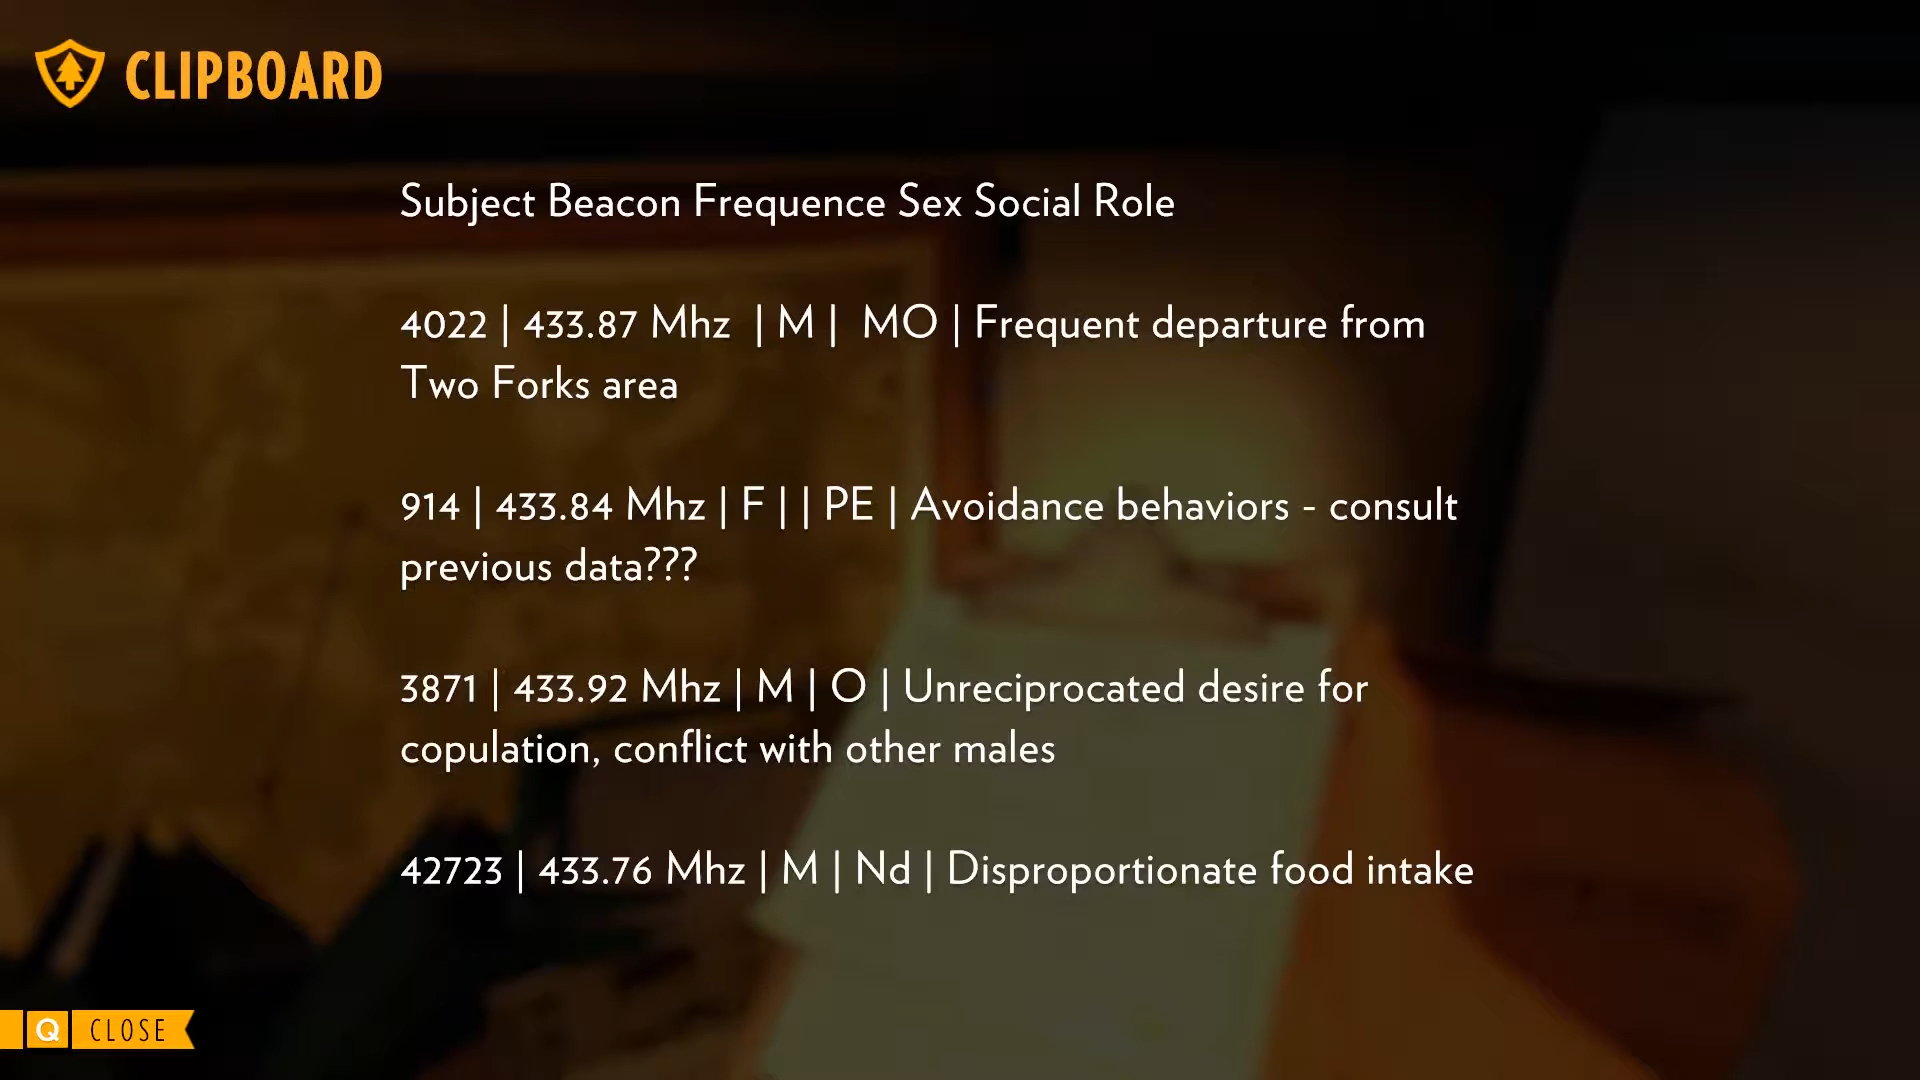 CLIPBOARD
Subject Beacon Frequence Sex Social Role
4022 | 433.87 Mhz  | M |  MO | Frequent departure from
Two Forks area
914 | 433.84 Mhz | F | | PE | Avoidance behaviors - consult
previous data???
3871 | 433.92 Mhz | M | O | Unreciprocated desire for
copulation, conflict with other males
42723 | 433.76 Mhz | M | Nd | Disproportionate food intake
Q CLOSE